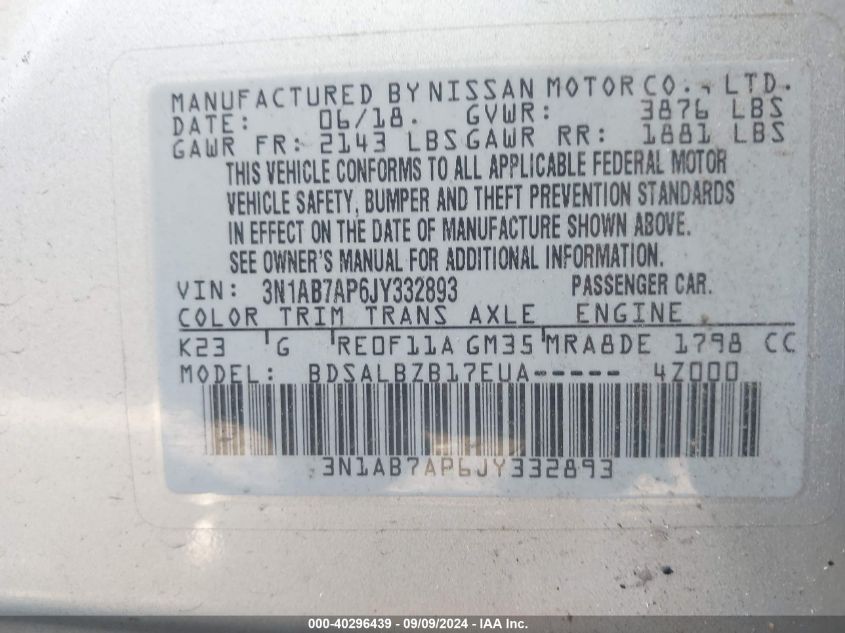 MANUFACTURED BY NISSAN MOTOR CO., LTD.
DATE: 06/18. GVWR: 3876 LBS
GAWR FR: 2143 LBS GAWR RR: 1881 LBS
THIS VEHICLE CONFORMS TO ALL APPLICABLE FEDERAL MOTOR
VEHICLE SAFETY, BUMPER AND THEFT PREVENTION STANDARDS
IN EFFECT ON THE DATE OF MANUFACTURE SHOWN ABOVE.
SEE OWNER'S MANUAL FOR ADDITIONAL INFORMATION.
VIN: 3N1AB7AP6JY332893 PASSENGER CAR.
COLOR TRIM TRANS AXLE ENGINE
K23 G RE0F11A GM35 MRA8DE 1798 CC
MODEL: BDSALBZB17EUA----- 4Z000
3N1AB7AP6JY332893
000-40296439 - 09/09/2024 - IAA Inc.